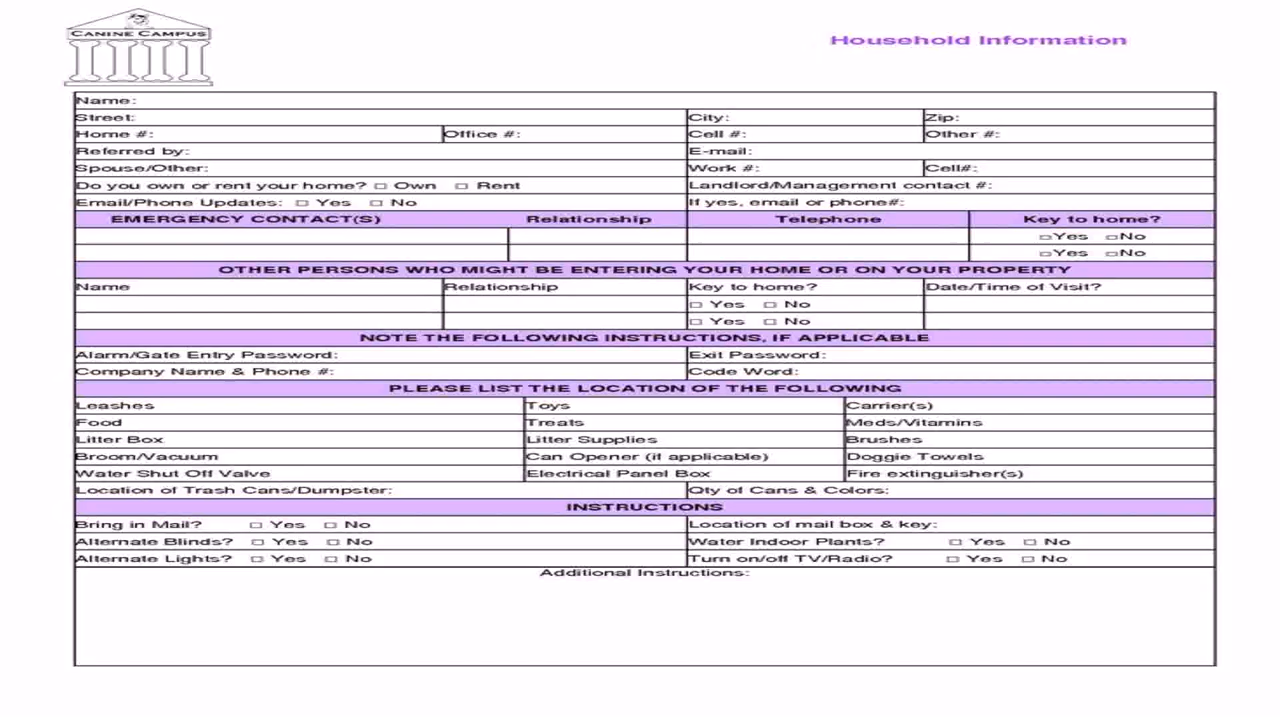 CANINE CAMPUS
Household Information
Name:
Street: City: Zip:
Home #: Office #: Cell #: Other #:
Referred by: E-mail:
Spouse/Other: Work #: Cell#:
Do you own or rent your home? □ Own □ Rent Landlord/Management contact #:
Email/Phone Updates: □ Yes □ No If yes, email or phone#:
EMERGENCY CONTACT(S) Relationship Telephone Key to home?
□Yes □No
□Yes □No
OTHER PERSONS WHO MIGHT BE ENTERING YOUR HOME OR ON YOUR PROPERTY
Name Relationship Key to home? Date/Time of Visit?
□ Yes □ No
□ Yes □ No
NOTE THE FOLLOWING INSTRUCTIONS, IF APPLICABLE
Alarm/Gate Entry Password: Exit Password:
Company Name & Phone #: Code Word:
PLEASE LIST THE LOCATION OF THE FOLLOWING
Leashes Toys Carrier(s)
Food Treats Meds/Vitamins
Litter Box Litter Supplies Brushes
Broom/Vacuum Can Opener (if applicable) Doggie Towels
Water Shut Off Valve Electrical Panel Box Fire extinguisher(s)
Location of Trash Cans/Dumpster: Qty of Cans & Colors:
INSTRUCTIONS
Bring in Mail? □ Yes □ No Location of mail box & key:
Alternate Blinds? □ Yes □ No Water Indoor Plants? □ Yes □ No
Alternate Lights? □ Yes □ No Turn on/off TV/Radio? □ Yes □ No
Additional Instructions: